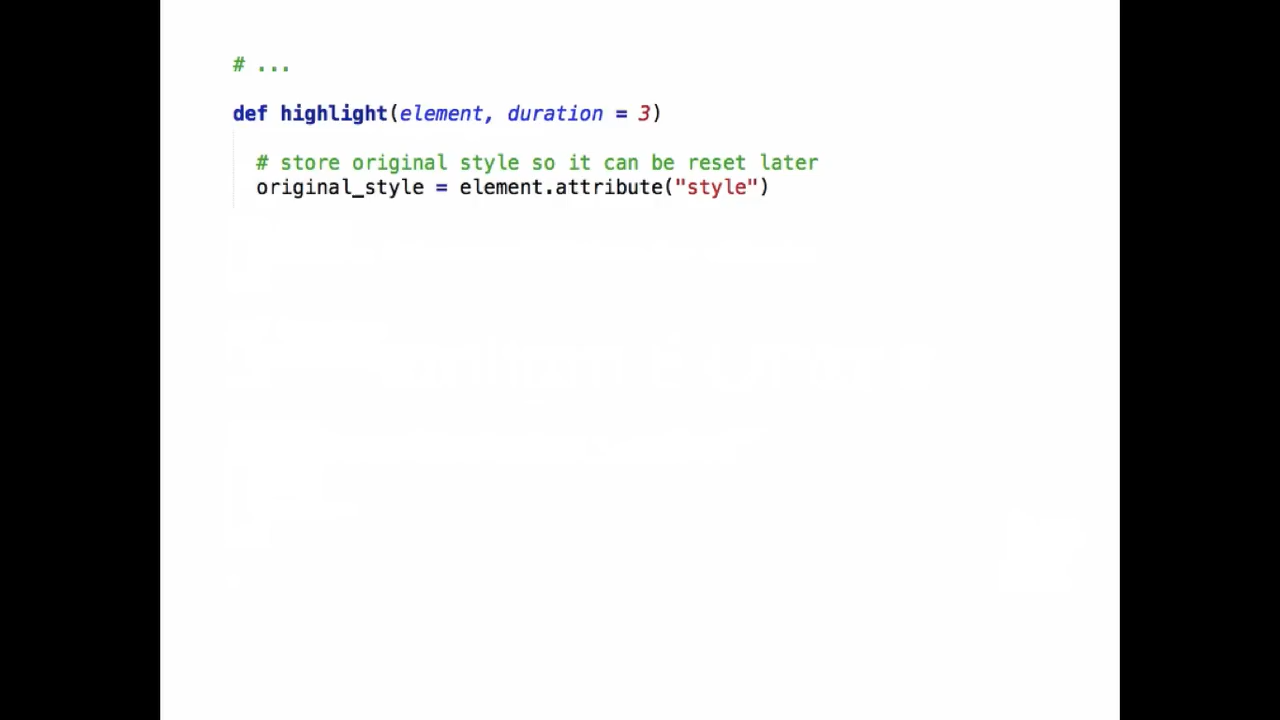 # ...
def highlight(element, duration = 3)
# store original style so it can be reset later
original_style = element.attribute("style")